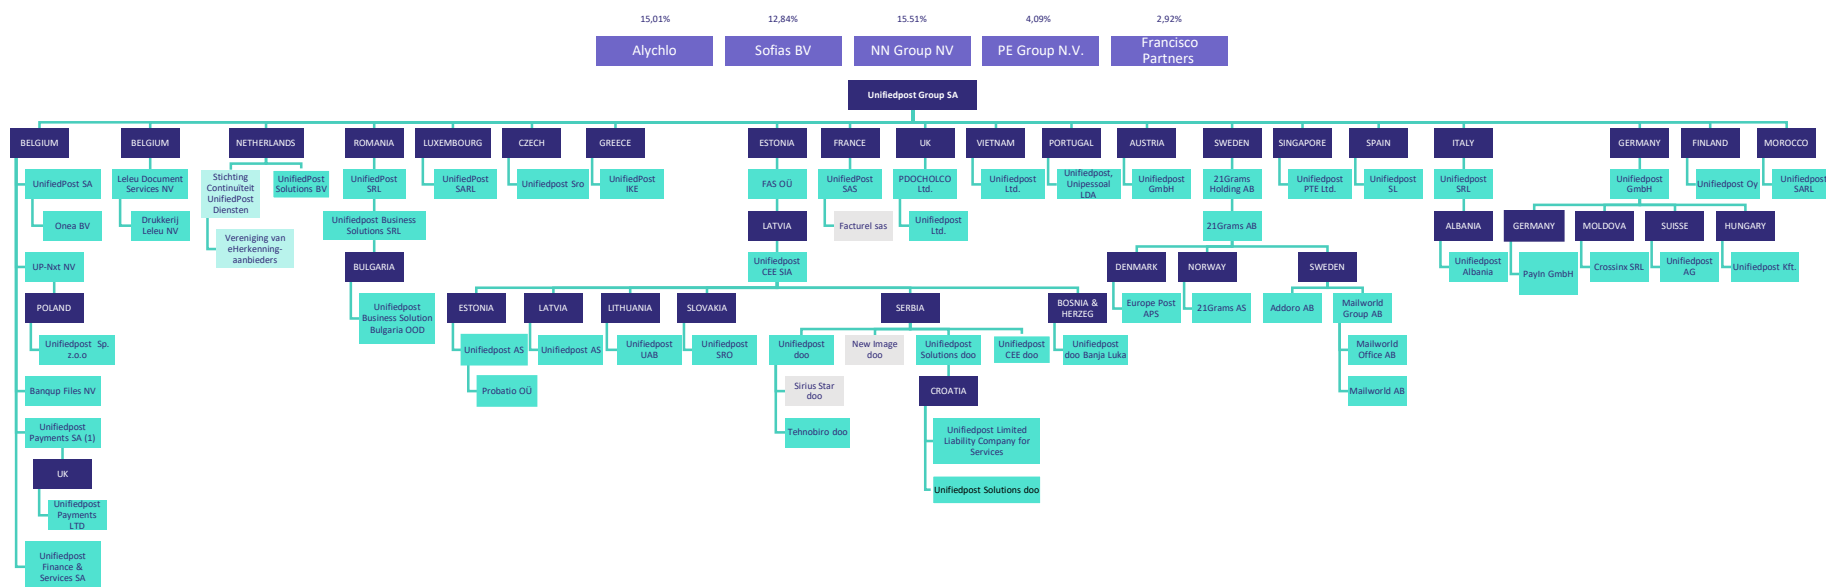 15,01%
12,84%
15.51%
4,09%
2,92%
Alychlo
Sofias BV
NN Group NV
PE Group N.V.
Francisco
Partners
Unifiedpost Group SA
BELGIUM
BELGIUM
NETHERLANDS
ROMANIA
LUXEMBOURG
CZECH
GREECE
ESTONIA
FRANCE
UK
VIETNAM
PORTUGAL
AUSTRIA
SWEDEN
SINGAPORE
SPAIN
ITALY
GERMANY
FINLAND
MOROCCO
UnifiedPost SA
Onea BV
UP-Nxt NV
POLAND
Unifiedpost Sp.
z.o.o
Banqup Files NV
Unifiedpost
Payments SA (1)
UK
Unifiedpost
Payments
LTD
Unifiedpost
Finance &
Services SA
Leleu Document
Services NV
Drukkerij
Leleu NV
Stichting
Continuïteit
UnifiedPost
Diensten
UnifiedPost
Solutions BV
Vereniging van
eHerkenning-
aanbieders
UnifiedPost
SRL
Unifiedpost Business
Solutions SRL
BULGARIA
Unifiedpost
Business Solution
Bulgaria OOD
UnifiedPost
SARL
Unifiedpost Sro
UnifiedPost
IKE
FAS OÜ
LATVIA
Unifiedpost
CEE SIA
ESTONIA
LATVIA
LITHUANIA
SLOVAKIA
SERBIA
BOSNIA &
HERZEG
Unifiedpost AS
Probatio OÜ
Unifiedpost AS
Unifiedpost
UAB
Unifiedpost
SRO
Unifiedpost
doo
New Image
doo
Unifiedpost
Solutions doo
Unifiedpost
CEE doo
Unifiedpost
doo Banja Luka
Sirius Star
doo
Tehnobiro doo
CROATIA
Unifiedpost Limited
Liability Company for
Services
Unifiedpost Solutions doo
UnifiedPost
SAS
Facturel sas
PDOCHOLCO
Ltd.
Unifiedpost
Ltd.
Unifiedpost
Ltd.
Unifiedpost,
Unipessoal
LDA
Unifiedpost
GmbH
21Grams
Holding AB
21Grams AB
DENMARK
NORWAY
SWEDEN
Europe Post
APS
21Grams AS
Addoro AB
Mailworld
Group AB
Mailworld
Office AB
Mailworld AB
Unifiedpost
PTE Ltd.
Unifiedpost
SL
Unifiedpost
SRL
ALBANIA
Unifiedpost
Albania
Unifiedpost
GmbH
GERMANY
MOLDOVA
SUISSE
HUNGARY
PayIn GmbH
Crossinx SRL
Unifiedpost
AG
Unifiedpost Kft.
Unifiedpost Oy
Unifiedpost
SARL